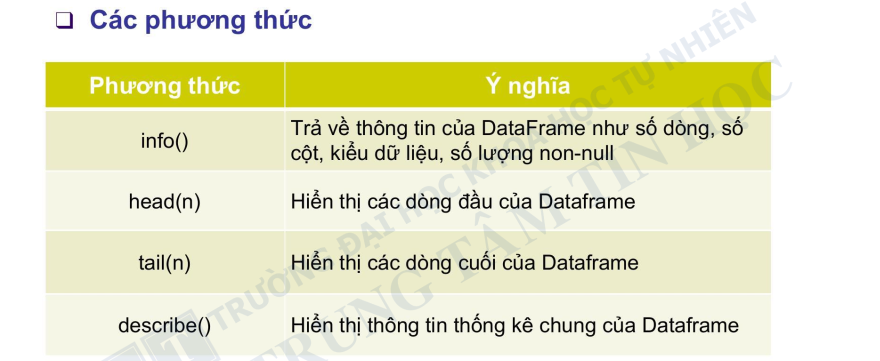 Các phương thức
Phương thức
Ý nghĩa
info()
Trả về thông tin của DataFrame như số dòng, số
cột, kiểu dữ liệu, số lượng non-null
head(n)
Hiển thị các dòng đầu của Dataframe
tail(n)
Hiển thị các dòng cuối của Dataframe
describe()
Hiển thị thông tin thống kê chung của Dataframe
TRƯỜNG ĐẠI HỌC KHOA HỌC TỰ NHIÊN
TRUNG TÂM TIN HỌC